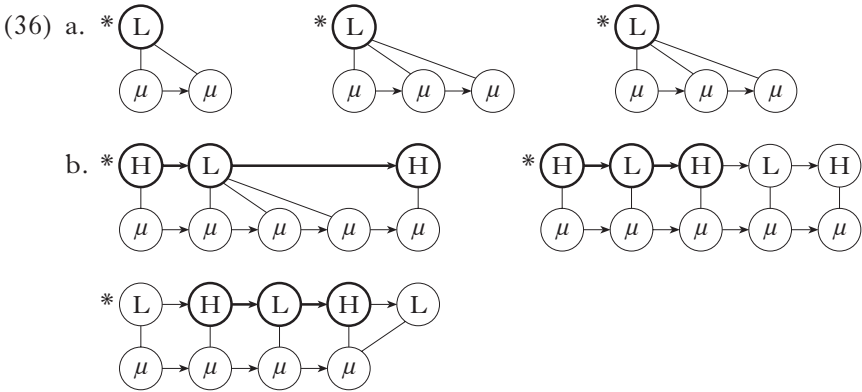 (36) a. * L * L * L
μ μ μ μ μ μ μ μ
b. * H L H * H L H L H
μ μ μ μ μ μ μ μ μ μ
* L H L H L
μ μ μ μ